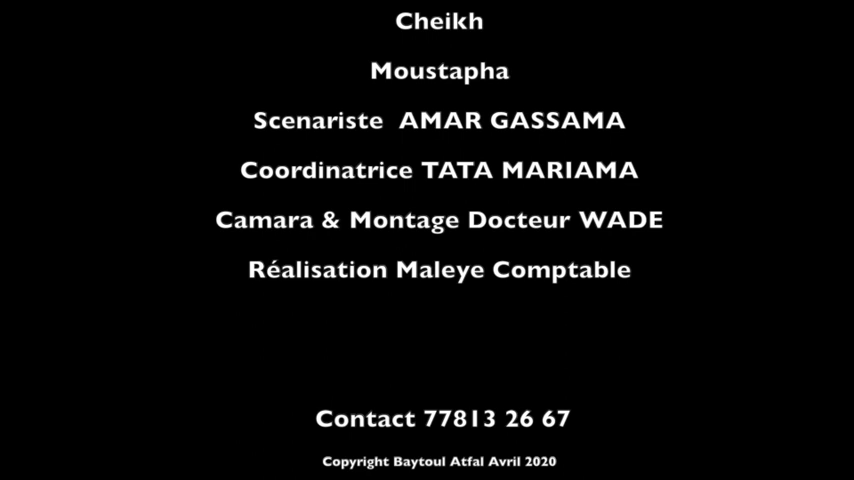 Cheikh
Moustapha
Scenariste AMAR GASSAMA
Coordinatrice TATA MARIAMA
Camara & Montage Docteur WADE
Réalisation Maleye Comptable
Contact 77813 26 67
Copyright Baytoul Atfal Avril 2020